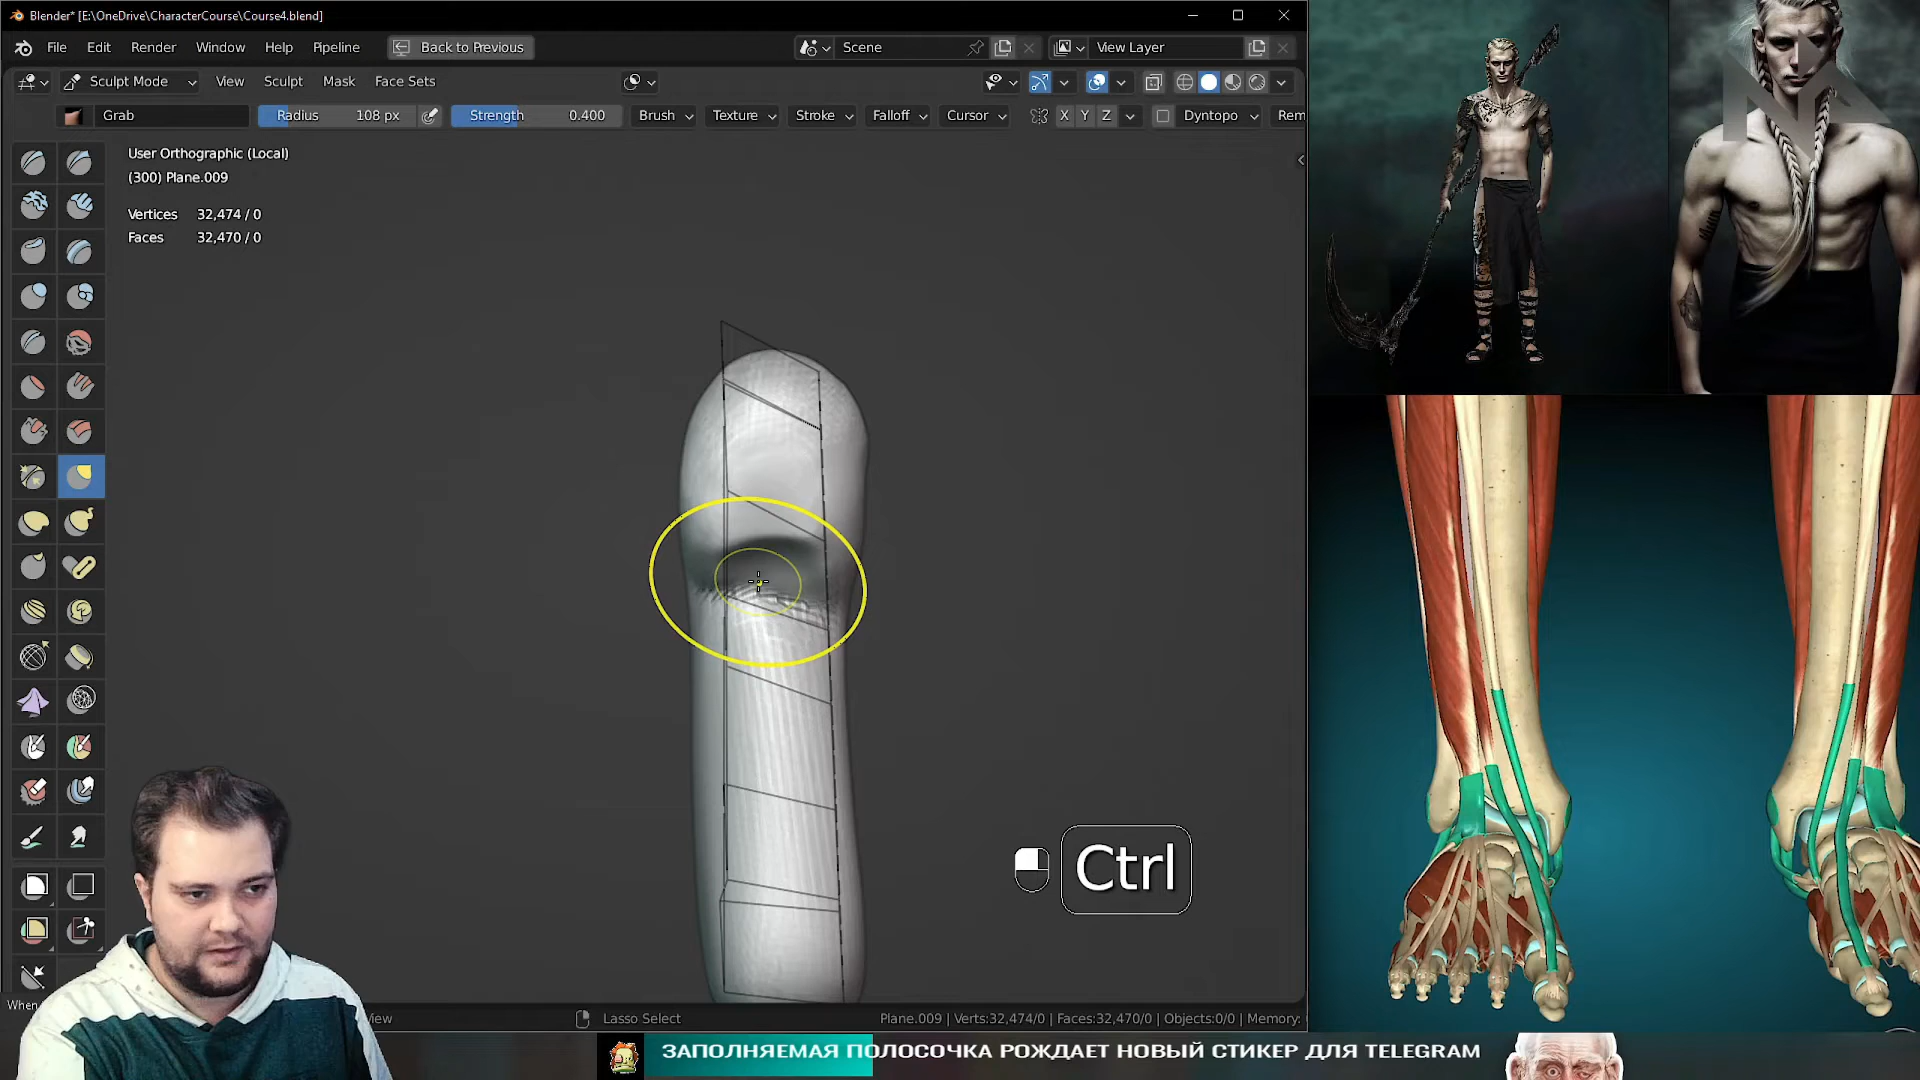 Blender* [E:\OneDrive\CharacterCourse\Course4.blend]
File Edit Render Window Help Pipeline Back to Previous Scene View Layer
Sculpt Mode View Sculpt Mask Face Sets
Grab Radius 108 px Strength 0.400 Brush Texture Stroke Falloff Cursor X Y Z Dyntopo Rem
User Orthographic (Local)
(300) Plane.009
Vertices 32,474 / 0
Faces 32,470 / 0
Ctrl
When
View Lasso Select Plane.009 | Verts:32,474/0 | Faces:32,470/0 | Objects:0/0 | Memory:
ЗАПОЛНЯЕМАЯ ПОЛОСОЧКА РОЖДАЕТ НОВЫЙ СТИКЕР ДЛЯ TELEGRAM